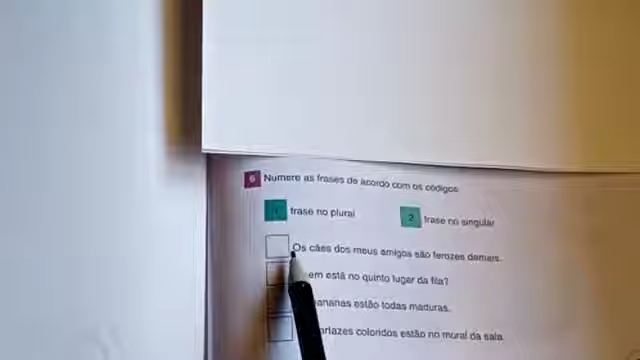 6 Numere as frases de acordo com os códigos
1 frase no plural 2 frase no singular
Os cães dos meus amigos são ferozes demais.
em está no quinto lugar da fila?
ananas estão todas maduras.
artazes coloridos estão no mural da sala